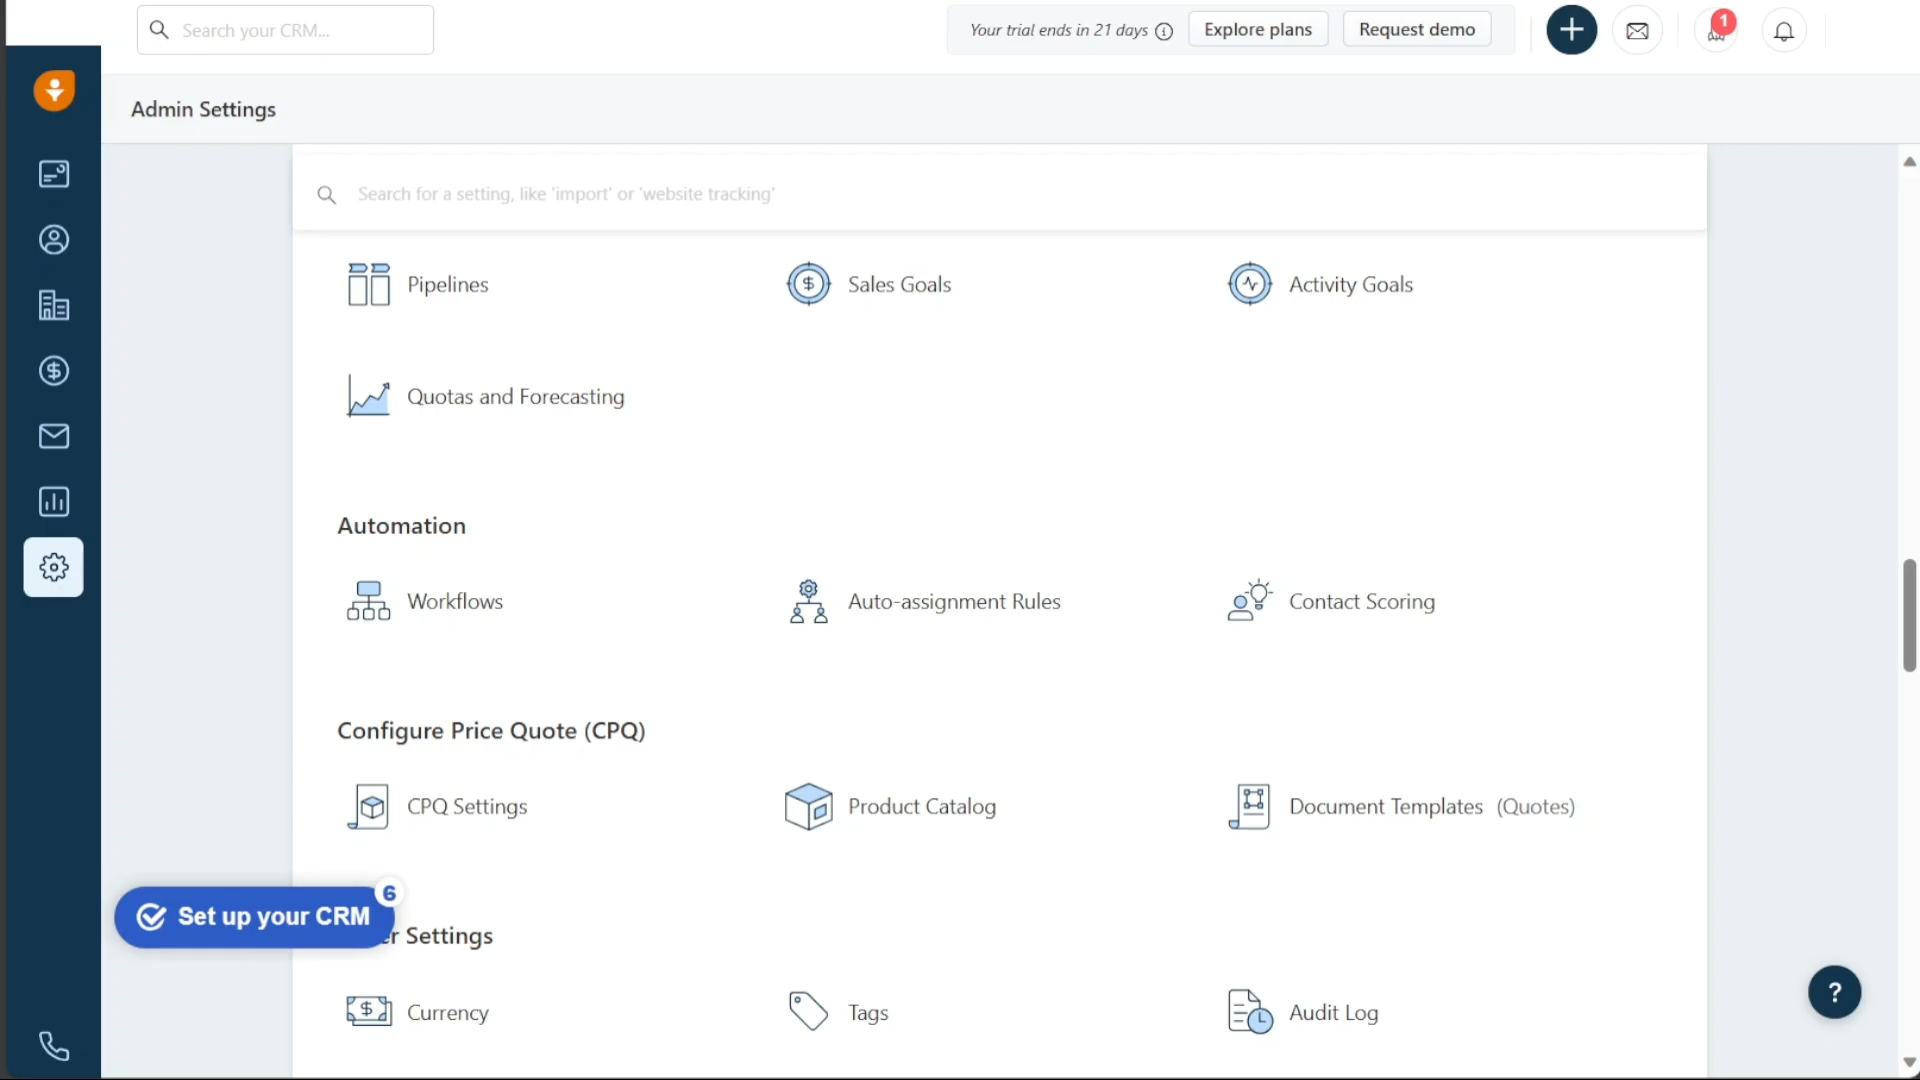 Search your CRM...
Your trial ends in 21 days
Explore plans
Request demo
1
Admin Settings
Search for a setting, like 'import' or 'website tracking'
Pipelines
Sales Goals
Activity Goals
Quotas and Forecasting
Automation
Workflows
Auto-assignment Rules
Contact Scoring
Configure Price Quote (CPQ)
CPQ Settings
Product Catalog
Document Templates (Quotes)
6
Set up your CRM
Settings
Currency
Tags
Audit Log
?